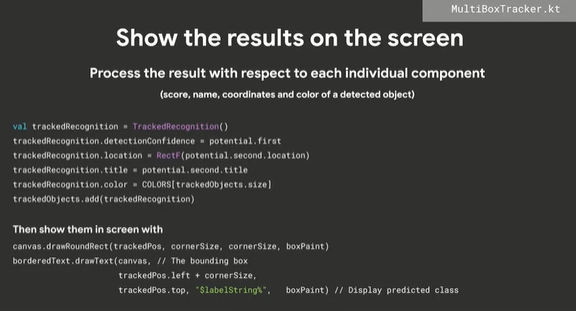 MultiBoxTracker.kt
Show the results on the screen
Process the result with respect to each individual component
(score, name, coordinates and color of a detected object)
val trackedRecognition = TrackedRecognition()
trackedRecognition.detectionConfidence = potential.first
trackedRecognition.location = RectF(potential.second.location)
trackedRecognition.title = potential.second.title
trackedRecognition.color = COLORS[trackedObjects.size]
trackedObjects.add(trackedRecognition)
Then show them in screen with
canvas.drawRoundRect(trackedPos, cornerSize, cornerSize, boxPaint)
borderedText.drawText(canvas, // The bounding box
trackedPos.left + cornerSize,
trackedPos.top, "$labelString%", boxPaint) // Display predicted class